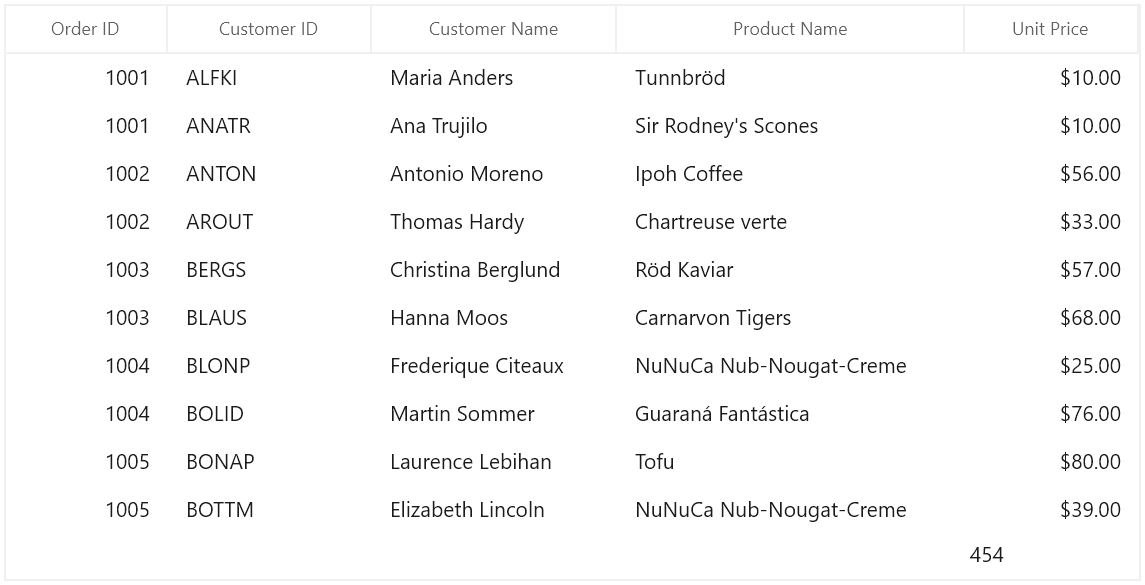 Order ID Customer ID Customer Name Product Name Unit Price
1001 ALFKI Maria Anders Tunnbröd $10.00
1001 ANATR Ana Trujilo Sir Rodney's Scones $10.00
1002 ANTON Antonio Moreno Ipoh Coffee $56.00
1002 AROUT Thomas Hardy Chartreuse verte $33.00
1003 BERGS Christina Berglund Röd Kaviar $57.00
1003 BLAUS Hanna Moos Carnarvon Tigers $68.00
1004 BLONP Frederique Citeaux NuNuCa Nub-Nougat-Creme $25.00
1004 BOLID Martin Sommer Guaraná Fantástica $76.00
1005 BONAP Laurence Lebihan Tofu $80.00
1005 BOTTM Elizabeth Lincoln NuNuCa Nub-Nougat-Creme $39.00
454